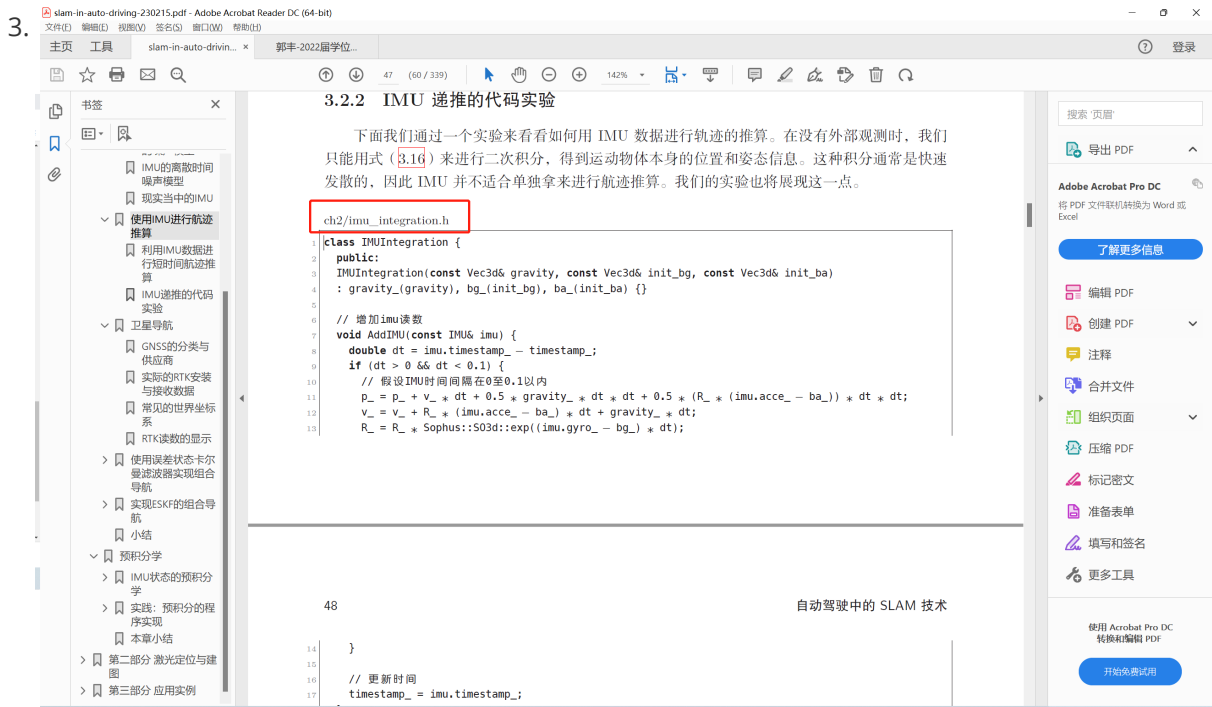 3.
slam-in-auto-driving-230215.pdf - Adobe Acrobat Reader DC (64-bit)
文件(F) 编辑(E) 视图(V) 签名(S) 窗口(W) 帮助(H)
主页 工具 slam-in-auto-drivin... × 郭丰-2022届学位... 登录
47 (60 / 339) 142%
书签
IMU的离散时间
噪声模型
现实当中的IMU
使用IMU进行航迹
推算
利用IMU数据进
行短时间航迹推
算
IMU递推的代码
实验
卫星导航
GNSS的分类与
供应商
实际的RTK安装
与接收数据
常见的世界坐标
系
RTK读数的显示
使用误差状态卡尔
曼滤波器实现组合
导航
实现ESKF的组合导
航
小结
预积分学
IMU状态的预积分
学
实践：预积分的程
序实现
本章小结
第二部分 激光定位与建
图
第三部分 应用实例
3.2.2 IMU 递推的代码实验
下面我们通过一个实验来看看如何用 IMU 数据进行轨迹的推算。在没有外部观测时，我们
只能用式（3.16）来进行二次积分，得到运动物体本身的位置和姿态信息。这种积分通常是快速
发散的，因此 IMU 并不适合单独拿来进行航迹推算。我们的实验也将展现这一点。
ch2/imu_integration.h
1 class IMUIntegration {
2 public:
3 IMUIntegration(const Vec3d& gravity, const Vec3d& init_bg, const Vec3d& init_ba)
4 : gravity_(gravity), bg_(init_bg), ba_(init_ba) {}
5
6 // 增加imu读数
7 void AddIMU(const IMU& imu) {
8 double dt = imu.timestamp_ − timestamp_;
9 if (dt > 0 && dt < 0.1) {
10 // 假设IMU时间间隔在0至0.1以内
11 p_ = p_ + v_ * dt + 0.5 * gravity_ * dt * dt + 0.5 * (R_ * (imu.acce_ − ba_)) * dt * dt;
12 v_ = v_ + R_ * (imu.acce_ − ba_) * dt + gravity_ * dt;
13 R_ = R_ * Sophus::SO3d::exp((imu.gyro_ − bg_) * dt);
48 自动驾驶中的 SLAM 技术
14 }
15
16 // 更新时间
17 timestamp_ = imu.timestamp_;
搜索 '页眉'
导出 PDF
Adobe Acrobat Pro DC
将 PDF 文件联机转换为 Word 或
Excel
了解更多信息
编辑 PDF
创建 PDF
注释
合并文件
组织页面
压缩 PDF
标记密文
准备表单
填写和签名
更多工具
使用 Acrobat Pro DC
转换和编辑 PDF
开始免费试用